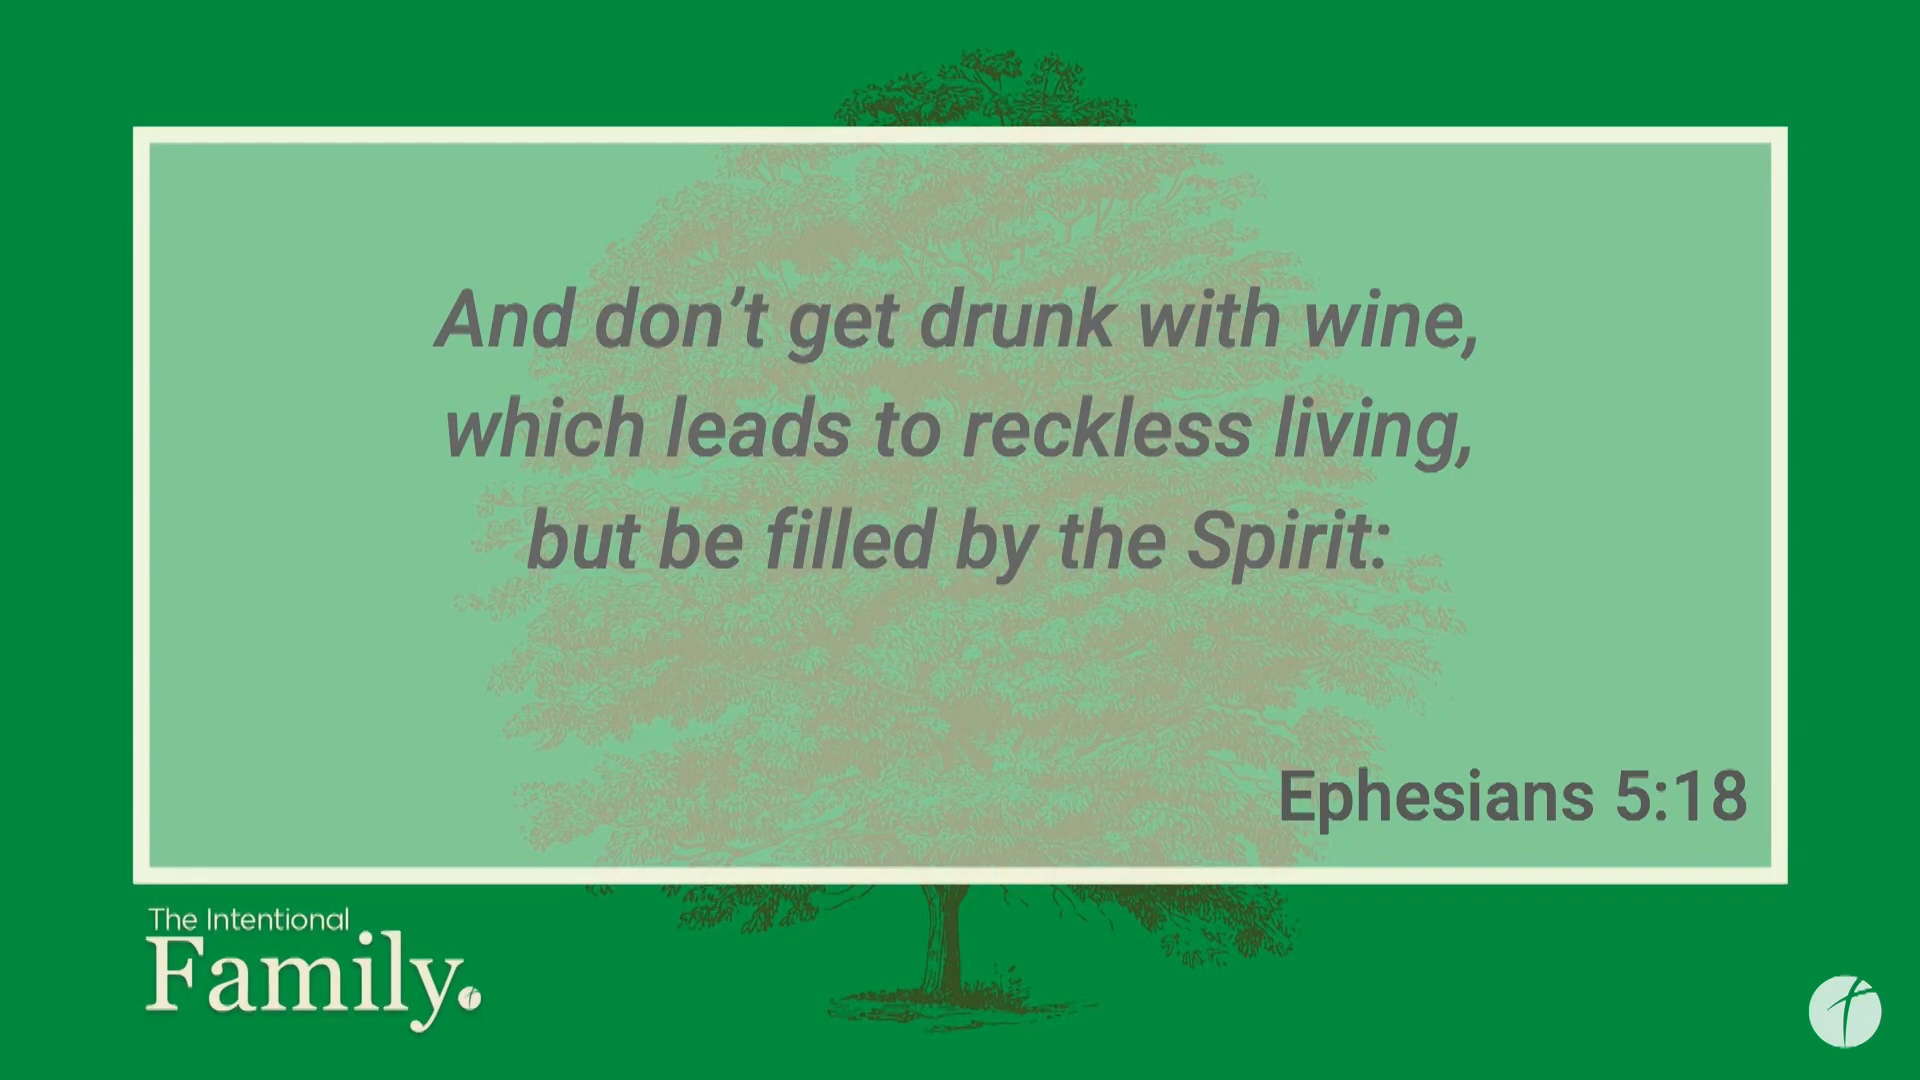 And don’t get drunk with wine,
which leads to reckless living,
but be filled by the Spirit:
Ephesians 5:18
The Intentional
Family.